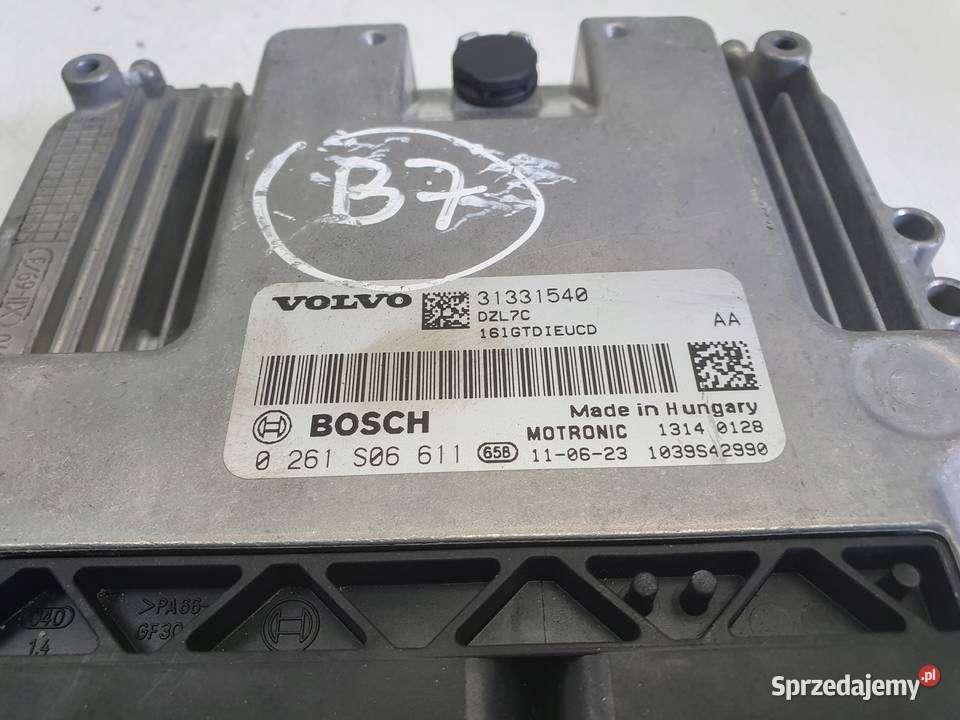 B7
VOLVO 31331540
DZL7C
161GTDIEUCD
AA
Made in Hungary
BOSCH
MOTRONIC 1314 0128
0 261 S06 611 65B 11-06-23 1039S42990
>PA66-
GF30
040
1.4
Sprzedajemy.pl